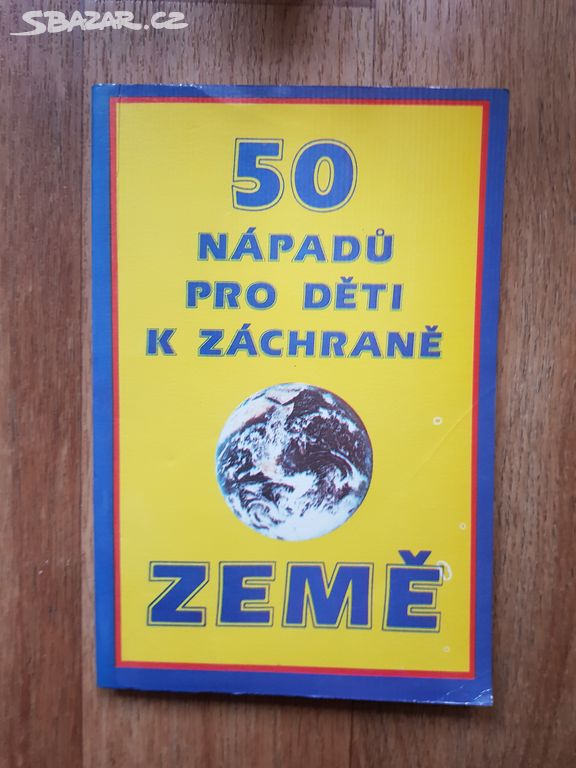 SBAZAR.CZ
50
NÁPADŮ
PRO DĚTI
K ZÁCHRANĚ
ZEMĚ